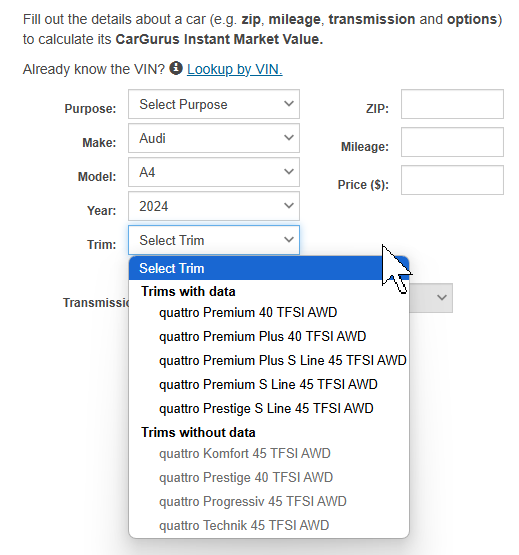 Fill out the details about a car (e.g. zip, mileage, transmission and options)
to calculate its CarGurus Instant Market Value.
Already know the VIN? Lookup by VIN.
Purpose: Select Purpose ZIP:
Make: Audi Mileage:
Model: A4 Price ($):
Year: 2024
Trim: Select Trim
Select Trim
Trims with data
quattro Premium 40 TFSI AWD
Transmissi
quattro Premium Plus 40 TFSI AWD
quattro Premium Plus S Line 45 TFSI AWD
quattro Premium S Line 45 TFSI AWD
quattro Prestige S Line 45 TFSI AWD
Trims without data
quattro Komfort 45 TFSI AWD
quattro Prestige 40 TFSI AWD
quattro Progressiv 45 TFSI AWD
quattro Technik 45 TFSI AWD